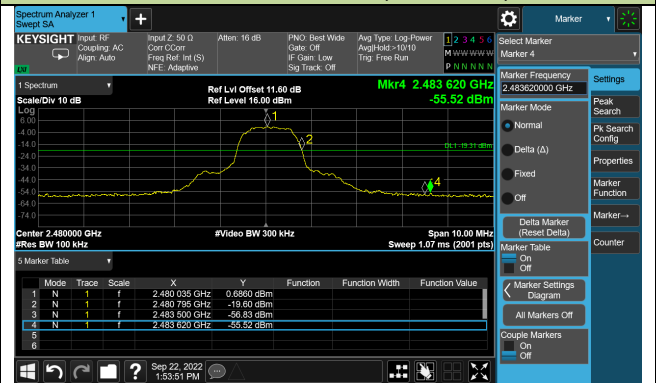 Spectrum Analyzer 1
Swept SA
Marker
KEYSIGHT
Input: RF
Coupling: AC
Align: Auto
Input Z: 50 Ω
Corr CCorr
Freq Ref: Int (S)
NFE: Adaptive
Atten: 16 dB
PNO: Best Wide
Gate: Off
IF Gain: Low
Sig Track: Off
Avg Type: Log-Power
Avg|Hold:>10/10
Trig: Free Run
1 2 3 4 5 6
M W W W W W
P N N N N N
LXI
Select Marker
Marker 4
1 Spectrum
Scale/Div 10 dB
Log
Ref Lvl Offset 11.60 dB
Ref Level 16.00 dBm
Mkr4 2.483 620 GHz
-55.52 dBm
6.00
-4.00
-14.0
-24.0
-34.0
-44.0
-54.0
-64.0
-74.0
1
2
4
DL1 -19.31 dBm
Center 2.480000 GHz
#Res BW 100 kHz
#Video BW 300 kHz
Span 10.00 MHz
Sweep 1.07 ms (2001 pts)
5 Marker Table
Mode Trace Scale X Y Function Function Width Function Value
1 N 1 f 2.480 035 GHz 0.6860 dBm
2 N 1 f 2.480 795 GHz -19.60 dBm
3 N 1 f 2.483 500 GHz -56.83 dBm
4 N 1 f 2.483 620 GHz -55.52 dBm
5
6
Marker Frequency
2.483620000 GHz
Marker Mode
Normal
Delta (Δ)
Fixed
Off
Delta Marker
(Reset Delta)
Marker Table
On
Off
Marker Settings
Diagram
All Markers Off
Couple Markers
On
Off
Settings
Peak
Search
Pk Search
Config
Properties
Marker
Function
Marker→
Counter
?
Sep 22, 2022
1:53:51 PM